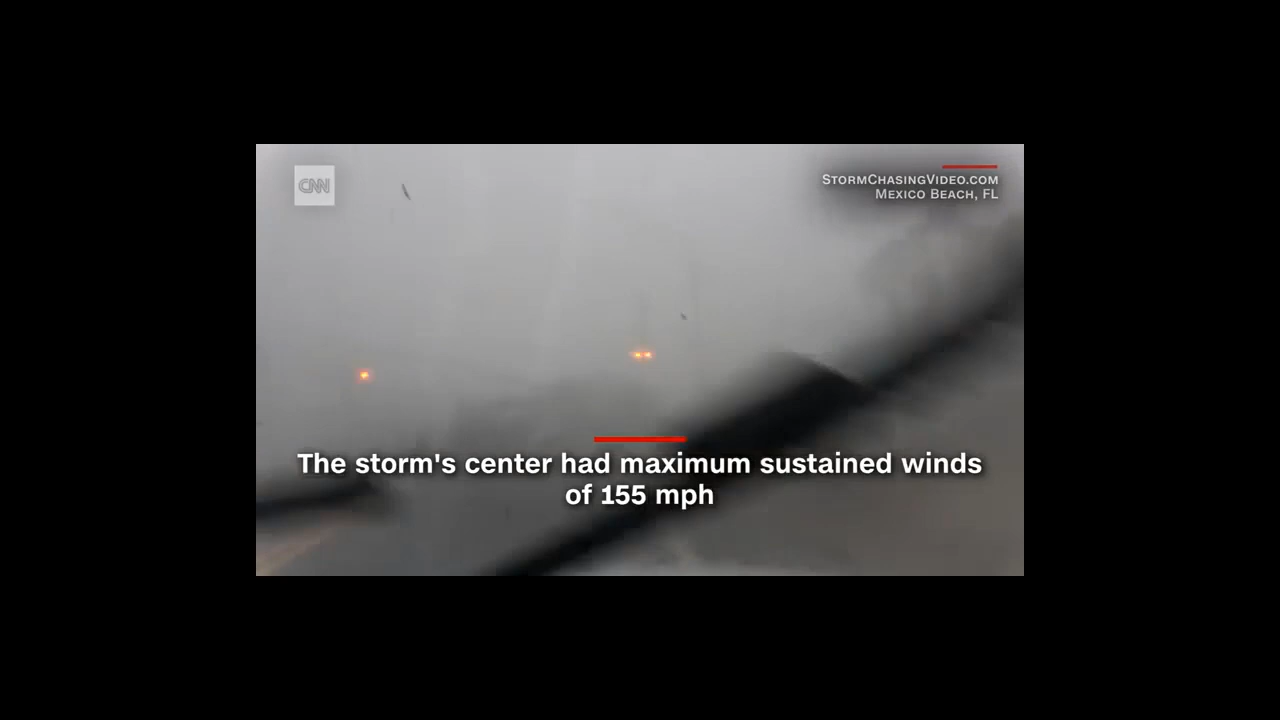 CNN
StormChasingVideo.com
Mexico Beach, FL
The storm's center had maximum sustained winds
of 155 mph